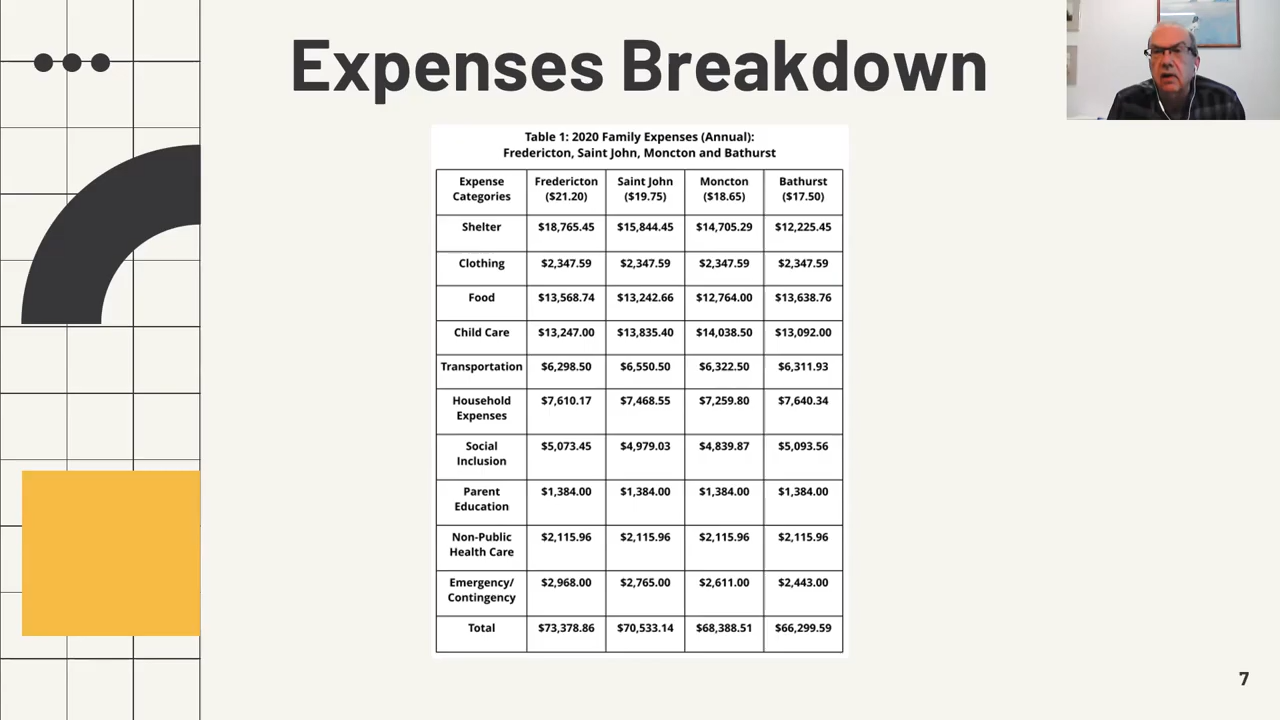 Expenses Breakdown
Table 1: 2020 Family Expenses (Annual):
Fredericton, Saint John, Moncton and Bathurst
Expense Categories Fredericton ($21.20) Saint John ($19.75) Moncton ($18.65) Bathurst ($17.50)
Shelter $18,765.45 $15,844.45 $14,705.29 $12,225.45
Clothing $2,347.59 $2,347.59 $2,347.59 $2,347.59
Food $13,568.74 $13,242.66 $12,764.00 $13,638.76
Child Care $13,247.00 $13,835.40 $14,038.50 $13,092.00
Transportation $6,298.50 $6,550.50 $6,322.50 $6,311.93
Household Expenses $7,610.17 $7,468.55 $7,259.80 $7,640.34
Social Inclusion $5,073.45 $4,979.03 $4,839.87 $5,093.56
Parent Education $1,384.00 $1,384.00 $1,384.00 $1,384.00
Non-Public Health Care $2,115.96 $2,115.96 $2,115.96 $2,115.96
Emergency/ Contingency $2,968.00 $2,765.00 $2,611.00 $2,443.00
Total $73,378.86 $70,533.14 $68,388.51 $66,299.59
7